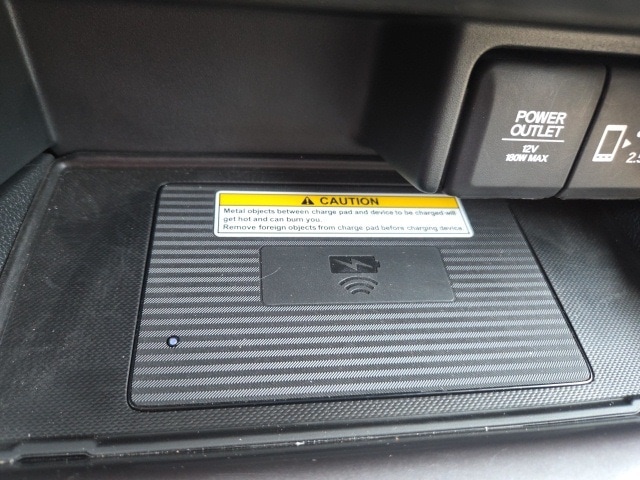 POWER
OUTLET
12V
180W MAX
CAUTION
Metal objects between charge pad and device to be charged will
get hot and can burn you.
Remove foreign objects from charge pad before charging device.